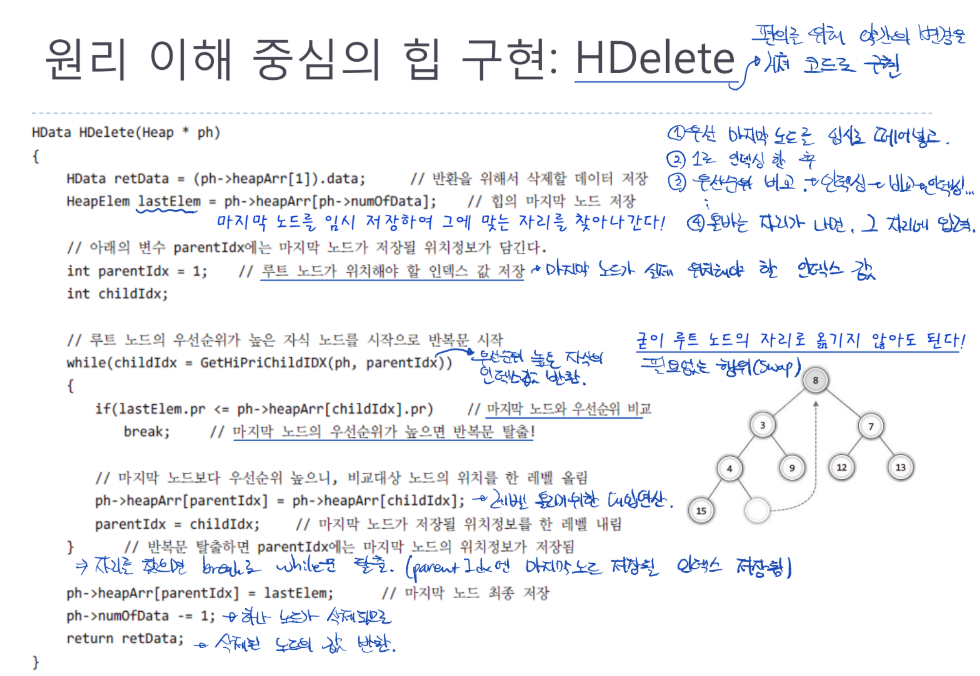 원리 이해 중심의 힙 구현: HDelete
편의를 위해 약간의 변경을
거쳐 코드로 구현
HData HDelete(Heap * ph)
{
HData retData = (ph->heapArr[1]).data; // 반환을 위해서 삭제할 데이터 저장
HeapElem lastElem = ph->heapArr[ph->numOfData]; // 힙의 마지막 노드 저장
마지막 노드를 임시 저장하여 그에 맞는 자리를 찾아나간다!
① 우선 마지막 노드를 임시로 떼어놓고.
② 1로 인덱싱 한 후
③ 우선순위 비교 → 인덱싱 → 비교 → 인덱싱...
④ 올바른 자리가 나면, 그 자리에 입력.
// 아래의 변수 parentIdx에는 마지막 노드가 저장될 위치정보가 담긴다.
int parentIdx = 1; // 루트 노드가 위치해야 할 인덱스 값 저장 → 마지막 노드가 실제 위치해야 한 인덱스 값
int childIdx;
// 루트 노드의 우선순위가 높은 자식 노드를 시작으로 반복문 시작
while(childIdx = GetHiPriChildIDX(ph, parentIdx))
→ 우선순위 높은 자식의
인덱스값 반환.
굳이 루트 노드의 자리로 옮기지 않아도 된다!
필요없는 행위(Swap)
{
if(lastElem.pr <= ph->heapArr[childIdx].pr) // 마지막 노드와 우선순위 비교
break; // 마지막 노드의 우선순위가 높으면 반복문 탈출!
// 마지막 노드보다 우선순위 높으니, 비교대상 노드의 위치를 한 레벨 올림
ph->heapArr[parentIdx] = ph->heapArr[childIdx]; → 레벨 올리기위한 대입연산.
parentIdx = childIdx; // 마지막 노드가 저장될 위치정보를 한 레벨 내림
} // 반복문 탈출하면 parentIdx에는 마지막 노드의 위치정보가 저장됨
⇒ 자리를 찾으면 break로 while문 탈출. (parentIdx엔 마지막노드 저장될 인덱스 저장됨)
ph->heapArr[parentIdx] = lastElem; // 마지막 노드 최종 저장
ph->numOfData -= 1; → 하나 노드가 삭제되므로
return retData; → 삭제된 노드의 값 반환.
}
8
3 7
4 9 12 13
15